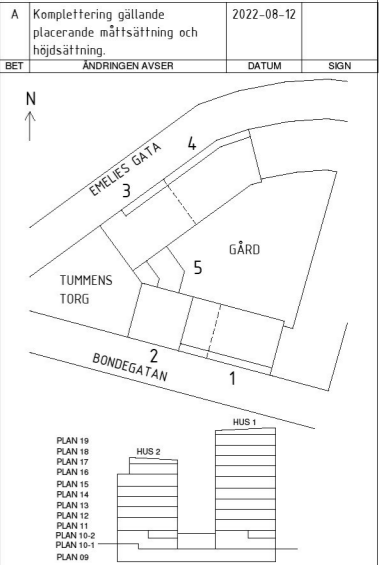 A Komplettering gällande 2022-08-12
placerande måttsättning och
höjdsättning.
BET ÄNDRINGEN AVSER DATUM SIGN
N
EMELIES GATA
4
3
GÅRD
5
TUMMENS
TORG
2
BONDEGATAN
1
HUS 1
PLAN 19
PLAN 18 HUS 2
PLAN 17
PLAN 16
PLAN 15
PLAN 14
PLAN 13
PLAN 12
PLAN 11
PLAN 10-2
PLAN 10-1
PLAN 09